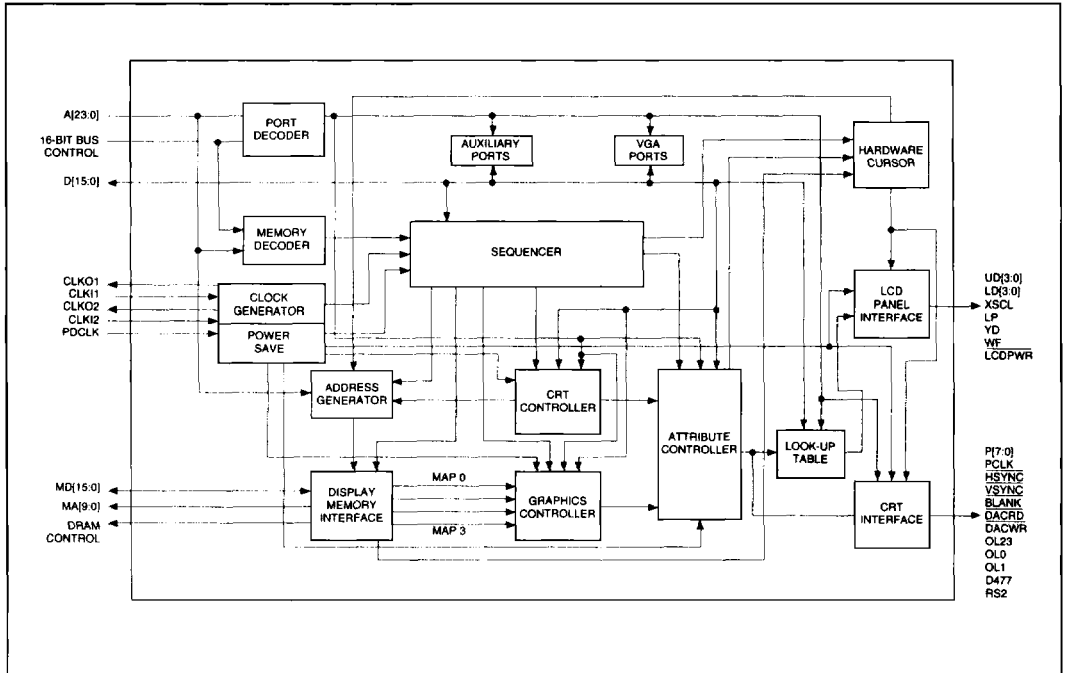 A[23:0]
16-BIT BUS
CONTROL
D[15:0]
CLKO1
CLKI1
CLKO2
CLKI2
PDCLK
MD[15:0]
MA[9:0]
DRAM
CONTROL
PORT
DECODER
AUXILIARY
PORTS
VGA
PORTS
HARDWARE
CURSOR
MEMORY
DECODER
SEQUENCER
CLOCK
GENERATOR
POWER
SAVE
LCD
PANEL
INTERFACE
ADDRESS
GENERATOR
CRT
CONTROLLER
ATTRIBUTE
CONTROLLER
LOOK-UP
TABLE
DISPLAY
MEMORY
INTERFACE
MAP 0
MAP 3
GRAPHICS
CONTROLLER
CRT
INTERFACE
UD[3:0]
LD[3:0]
XSCL
LP
YD
WF
LCDPWR
P[7:0]
PCLK
HSYNC
VSYNC
BLANK
DACRD
DACWR
OL23
OL0
OL1
D477
RS2